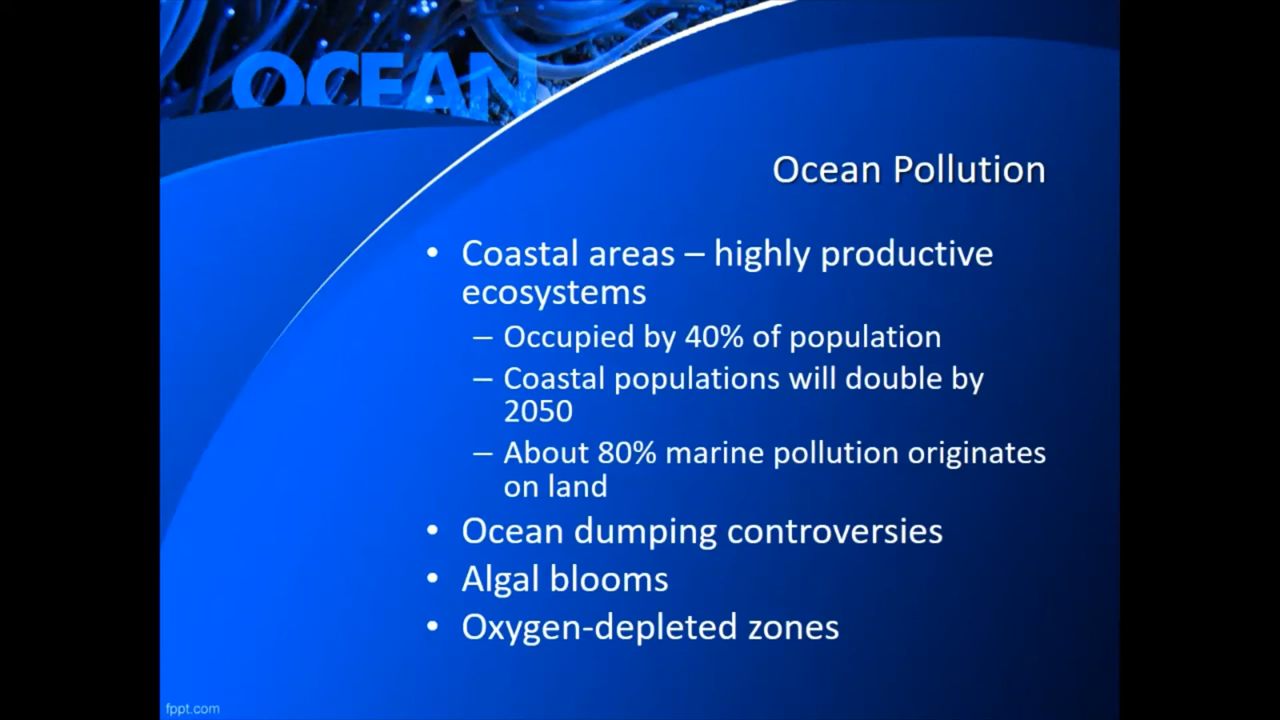 OCEAN
Ocean Pollution
• Coastal areas – highly productive
ecosystems
– Occupied by 40% of population
– Coastal populations will double by
2050
– About 80% marine pollution originates
on land
• Ocean dumping controversies
• Algal blooms
• Oxygen-depleted zones
fppt.com